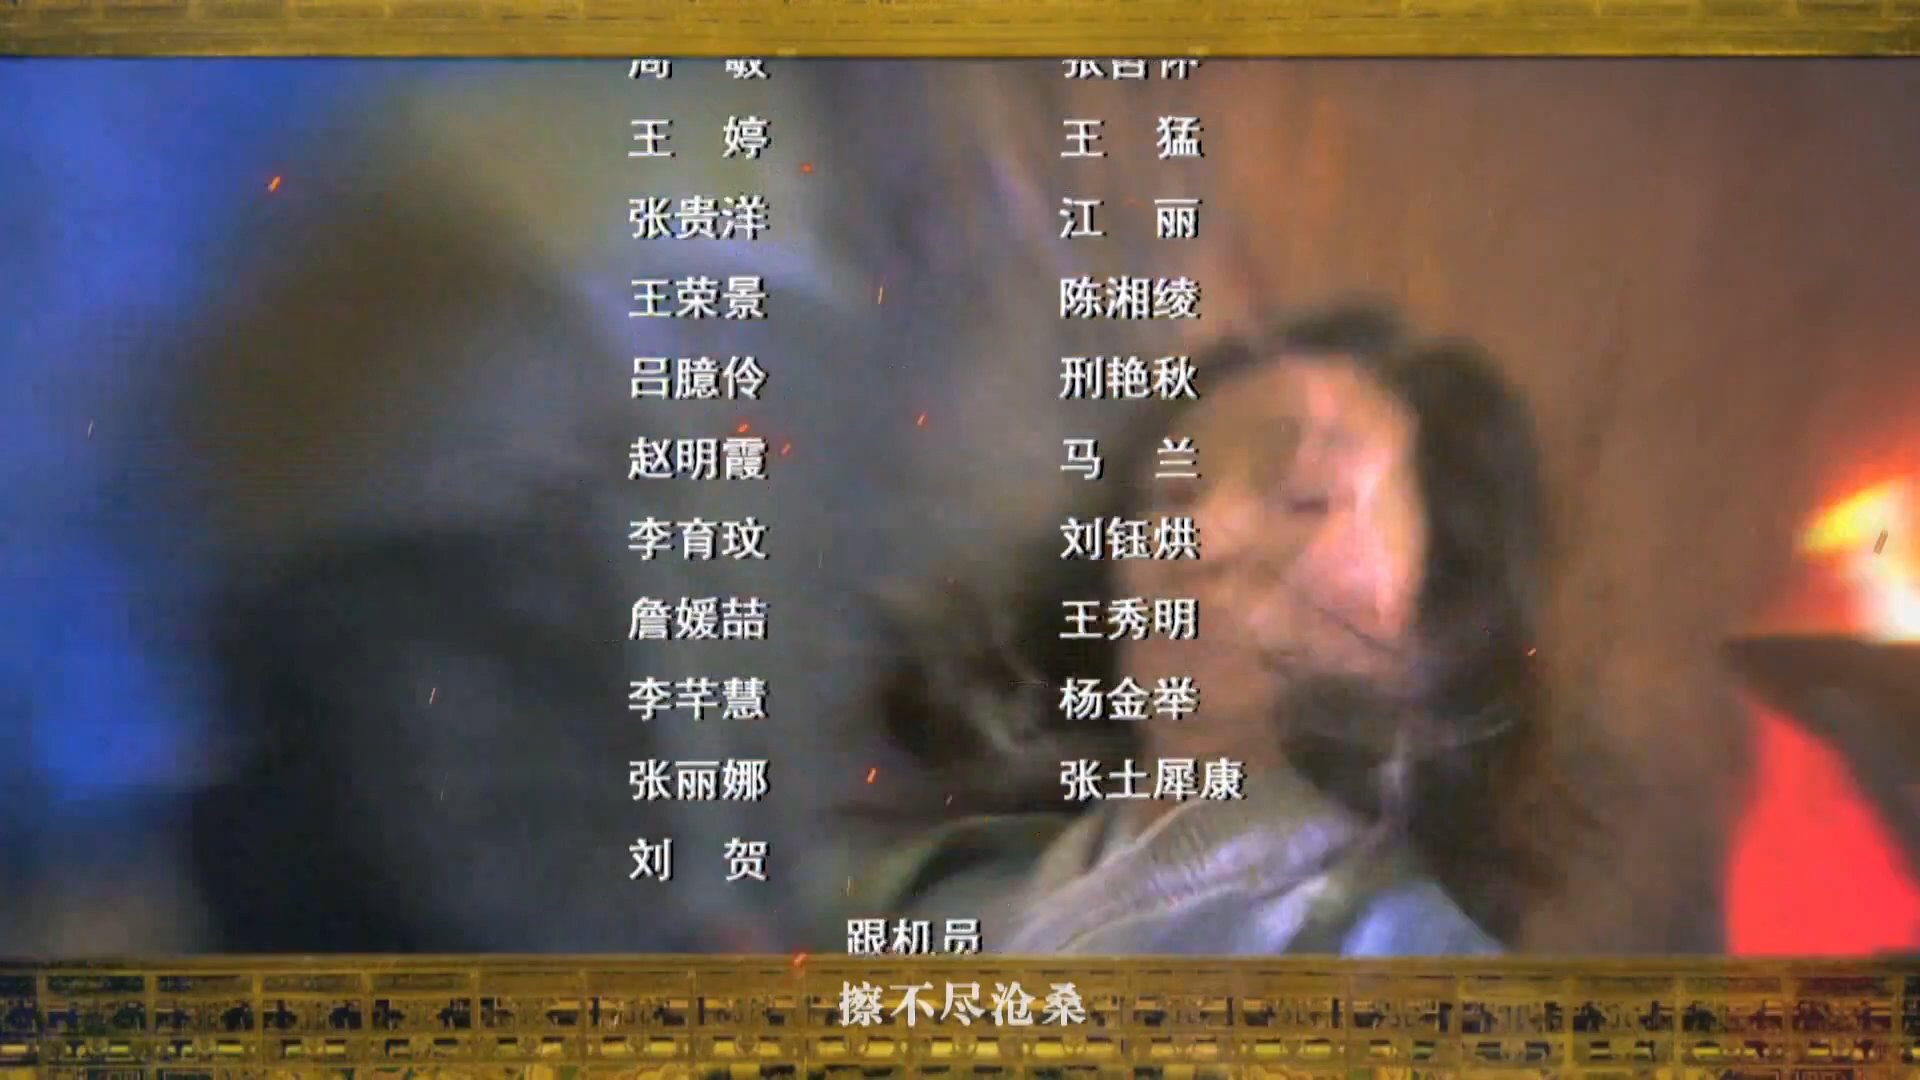 王 婷 王 猛
张贵洋 江 丽
王荣景 陈湘绫
吕臆伶 刑艳秋
赵明霞 马 兰
李育玟 刘钰烘
詹媛喆 王秀明
李芊慧 杨金举
张丽娜 张土犀康
刘 贺
跟机员
擦不尽沧桑